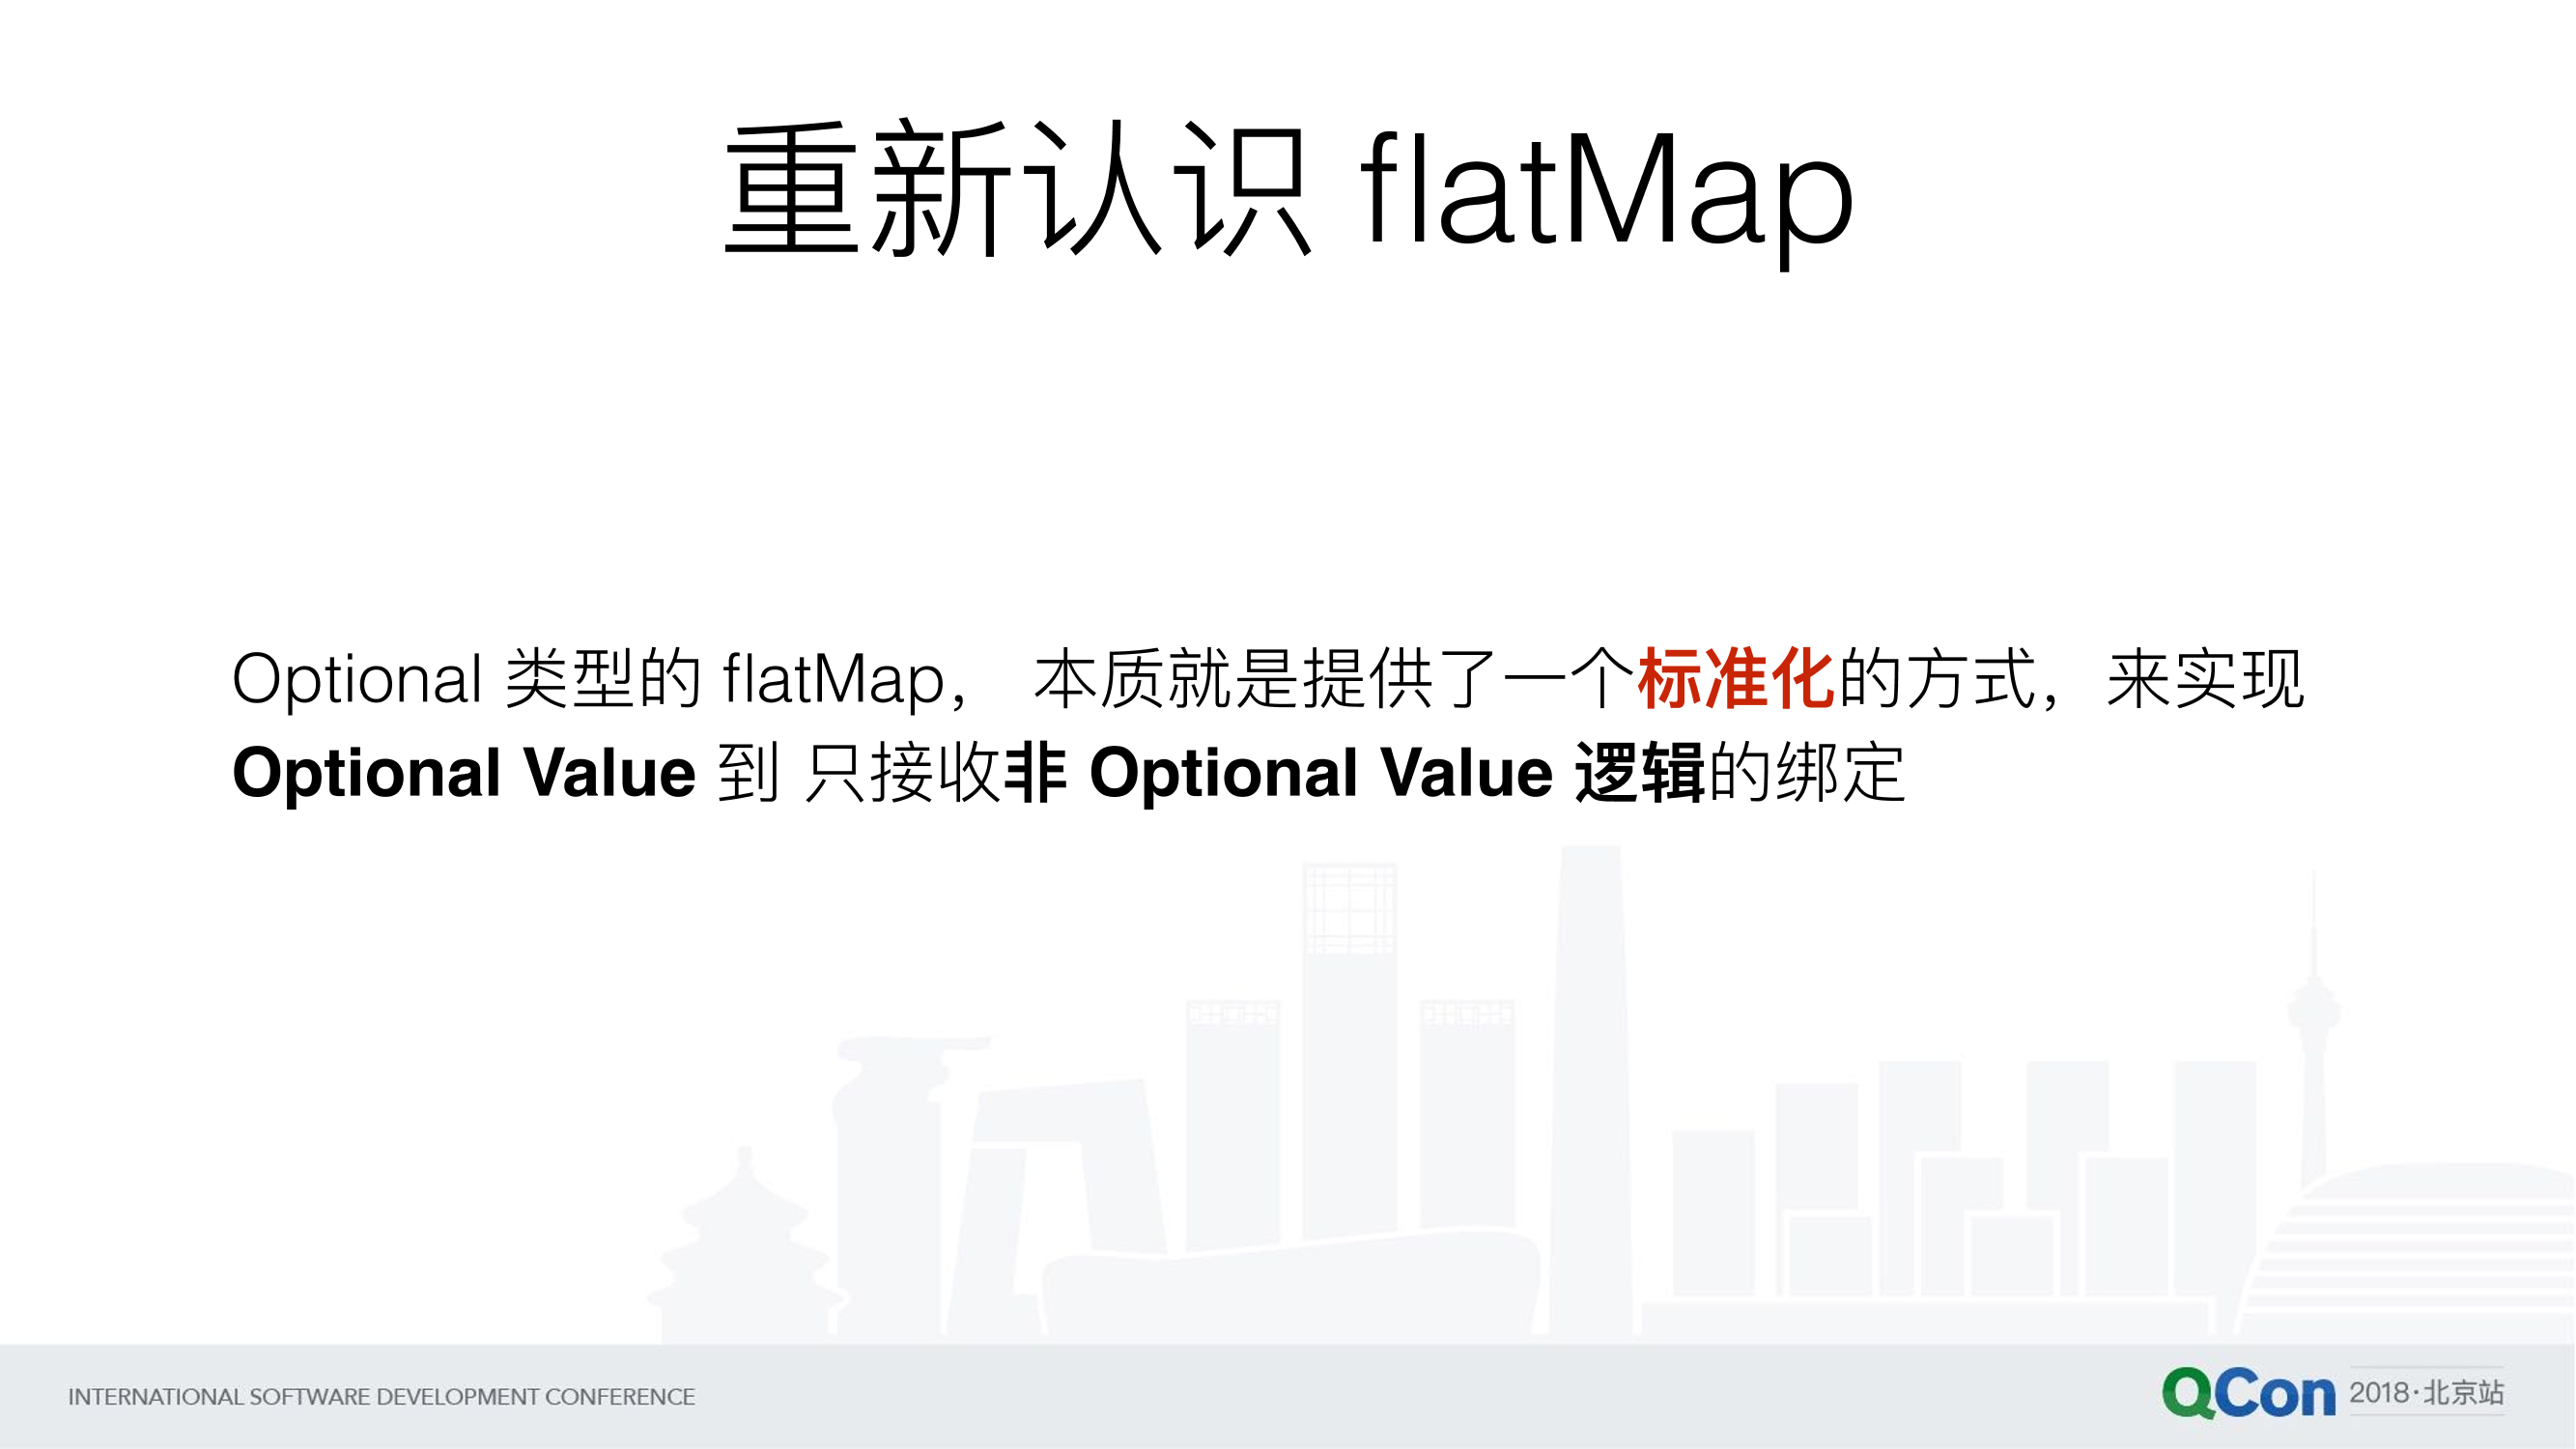 重新认识 flatMap
Optional 类型的 flatMap， 本质就是提供了一个标准化的方式，来实现
Optional Value 到 只接收非 Optional Value 逻辑的绑定
INTERNATIONAL SOFTWARE DEVELOPMENT CONFERENCE
QCon 2018·北京站